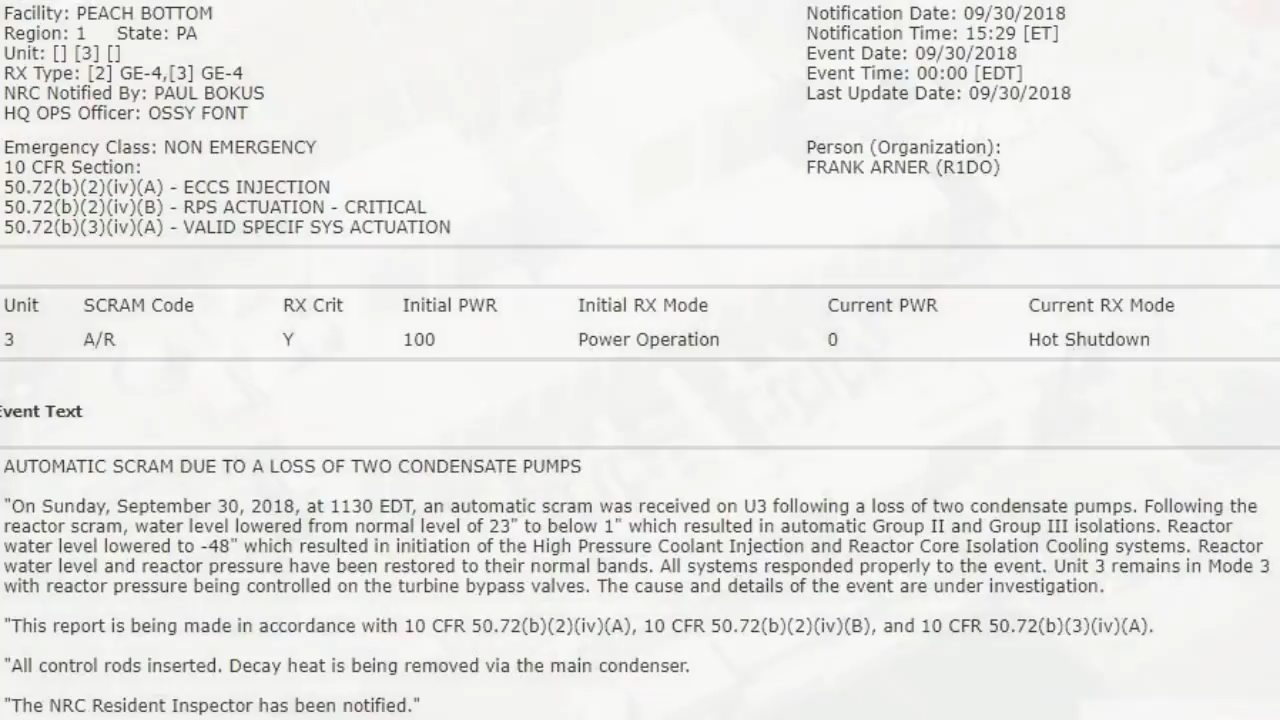 Facility: PEACH BOTTOM
Region: 1 State: PA
Unit: [] [3] []
RX Type: [2] GE-4,[3] GE-4
NRC Notified By: PAUL BOKUS
HQ OPS Officer: OSSY FONT
Notification Date: 09/30/2018
Notification Time: 15:29 [ET]
Event Date: 09/30/2018
Event Time: 00:00 [EDT]
Last Update Date: 09/30/2018
Emergency Class: NON EMERGENCY
10 CFR Section:
50.72(b)(2)(iv)(A) - ECCS INJECTION
50.72(b)(2)(iv)(B) - RPS ACTUATION - CRITICAL
50.72(b)(3)(iv)(A) - VALID SPECIF SYS ACTUATION
Person (Organization):
FRANK ARNER (R1DO)
Unit SCRAM Code RX Crit Initial PWR Initial RX Mode Current PWR Current RX Mode
3 A/R Y 100 Power Operation 0 Hot Shutdown
Event Text
AUTOMATIC SCRAM DUE TO A LOSS OF TWO CONDENSATE PUMPS
"On Sunday, September 30, 2018, at 1130 EDT, an automatic scram was received on U3 following a loss of two condensate pumps. Following the
reactor scram, water level lowered from normal level of 23" to below 1" which resulted in automatic Group II and Group III isolations. Reactor
water level lowered to -48" which resulted in initiation of the High Pressure Coolant Injection and Reactor Core Isolation Cooling systems. Reactor
water level and reactor pressure have been restored to their normal bands. All systems responded properly to the event. Unit 3 remains in Mode 3
with reactor pressure being controlled on the turbine bypass valves. The cause and details of the event are under investigation.
"This report is being made in accordance with 10 CFR 50.72(b)(2)(iv)(A), 10 CFR 50.72(b)(2)(iv)(B), and 10 CFR 50.72(b)(3)(iv)(A).
"All control rods inserted. Decay heat is being removed via the main condenser.
"The NRC Resident Inspector has been notified."